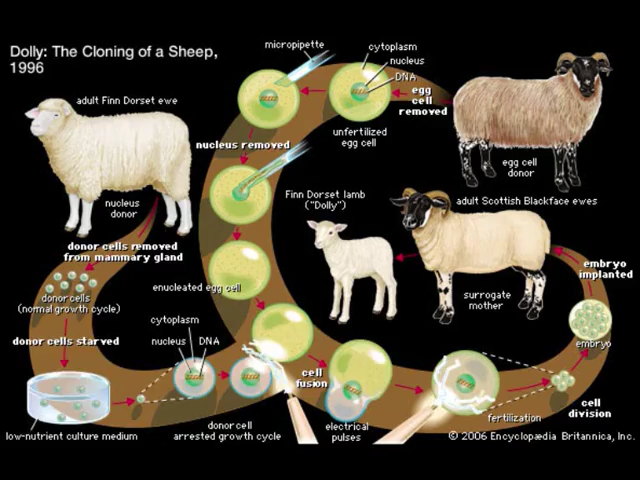 Dolly: The Cloning of a Sheep,
1996
micropipette
cytoplasm
nucleus
DNA
egg
cell
removed
unfertilized
egg cell
egg cell
donor
adult Finn Dorset ewe
nucleus
donor
nucleus removed
Finn Dorset lamb
("Dolly")
adult Scottish Blackface ewes
surrogate
mother
embryo
implanted
embryo
donor cells removed
from mammary gland
donor cells
(normal growth cycle)
donor cells starved
low-nutrient culture medium
enucleated egg cell
cytoplasm
nucleus
DNA
donor cell
arrested growth cycle
cell
fusion
electrical
pulses
fertilization
cell
division
© 2006 Encyclopædia Britannica, Inc.